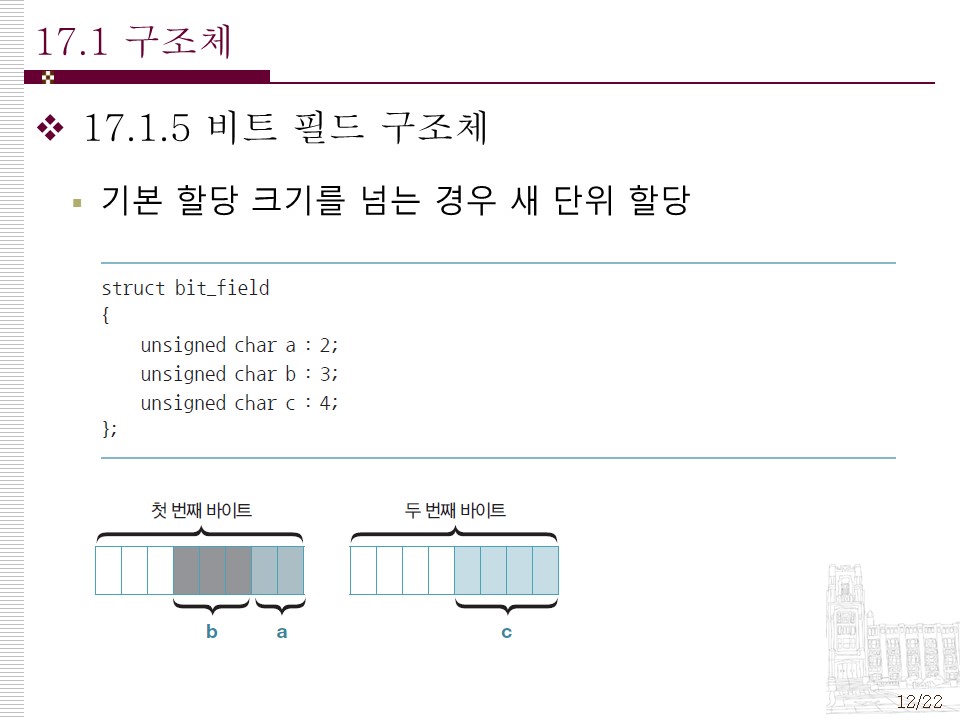 17.1 구조체
17.1.5 비트 필드 구조체
기본 할당 크기를 넘는 경우 새 단위 할당
struct bit_field
{
unsigned char a : 2;
unsigned char b : 3;
unsigned char c : 4;
};
첫 번째 바이트 두 번째 바이트
b a c
12/22